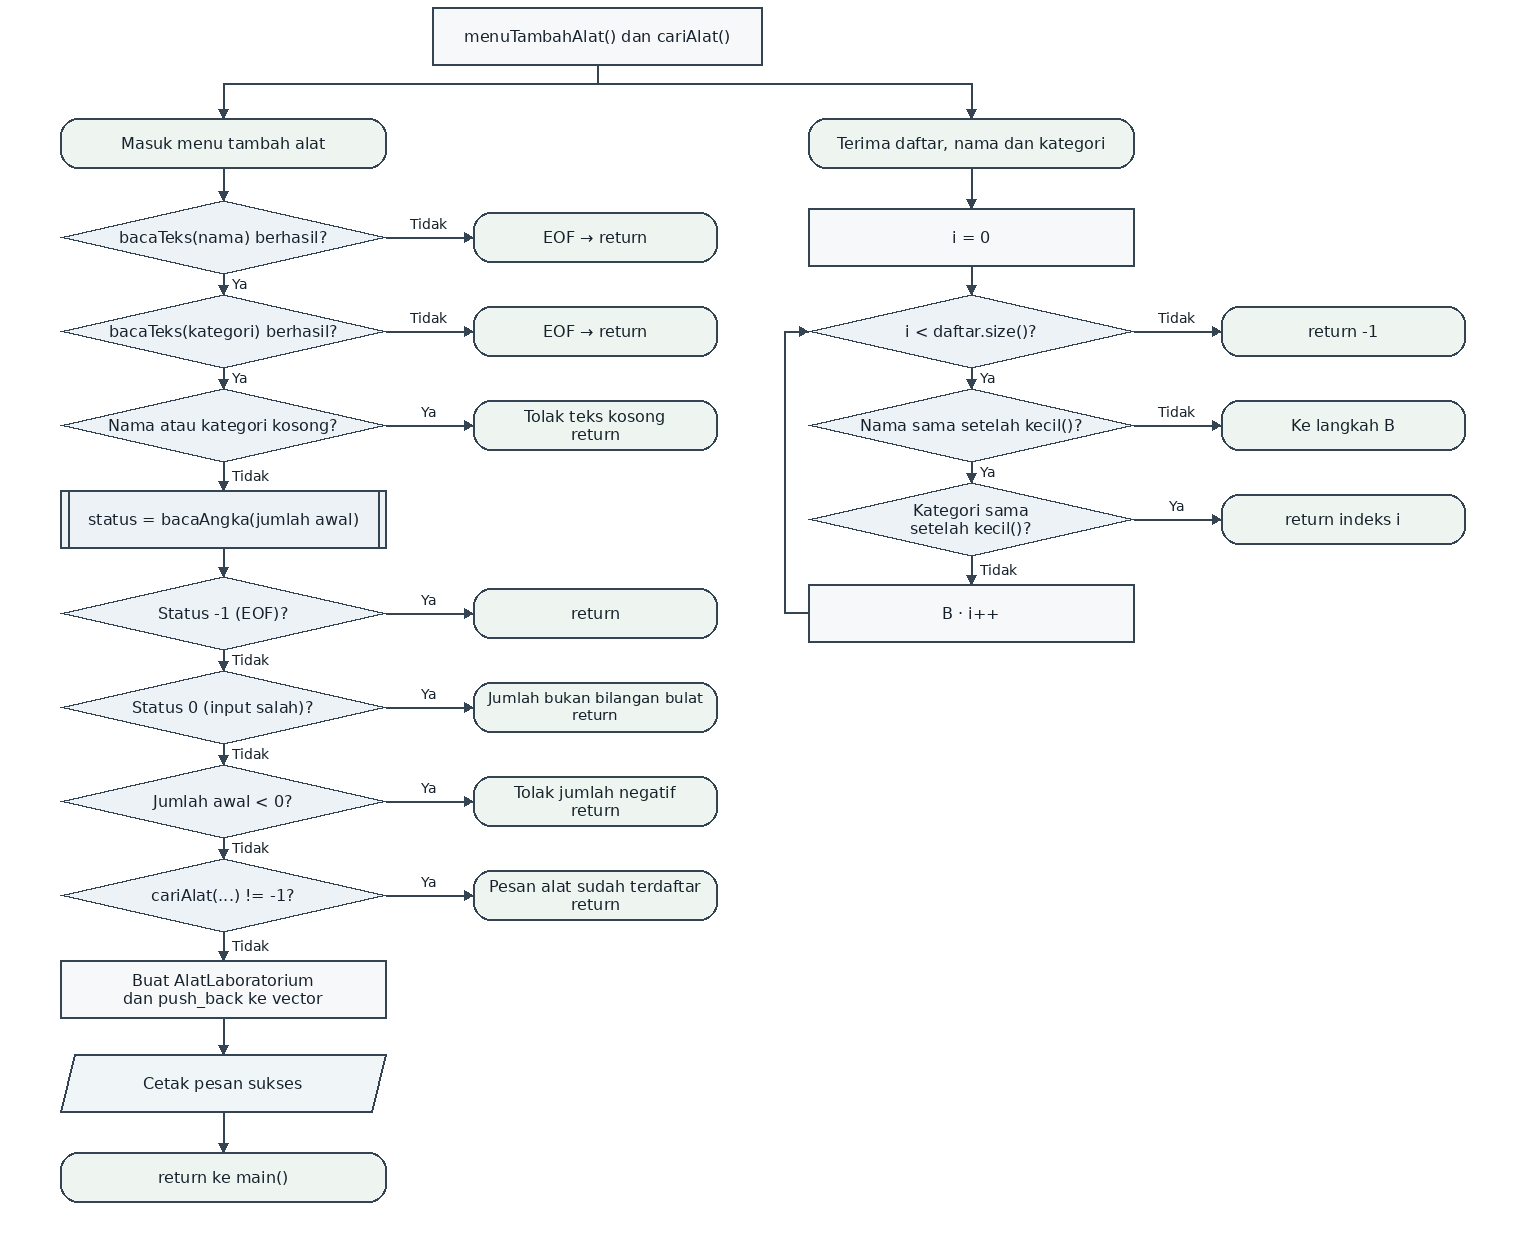 menuTambahAlat() dan cariAlat()
Masuk menu tambah alat
bacaTeks(nama) berhasil?
Tidak
EOF → return
Ya
bacaTeks(kategori) berhasil?
Tidak
EOF → return
Ya
Nama atau kategori kosong?
Ya
Tolak teks kosong
return
Tidak
status = bacaAngka(jumlah awal)
Status -1 (EOF)?
Ya
return
Tidak
Status 0 (input salah)?
Ya
Jumlah bukan bilangan bulat
return
Tidak
Jumlah awal < 0?
Ya
Tolak jumlah negatif
return
Tidak
cariAlat(...) != -1?
Ya
Pesan alat sudah terdaftar
return
Tidak
Buat AlatLaboratorium
dan push_back ke vector
Cetak pesan sukses
return ke main()
Terima daftar, nama dan kategori
i = 0
i < daftar.size()?
Tidak
return -1
Ya
Nama sama setelah kecil()?
Tidak
Ke langkah B
Ya
Kategori sama
setelah kecil()?
Ya
return indeks i
Tidak
B · i++